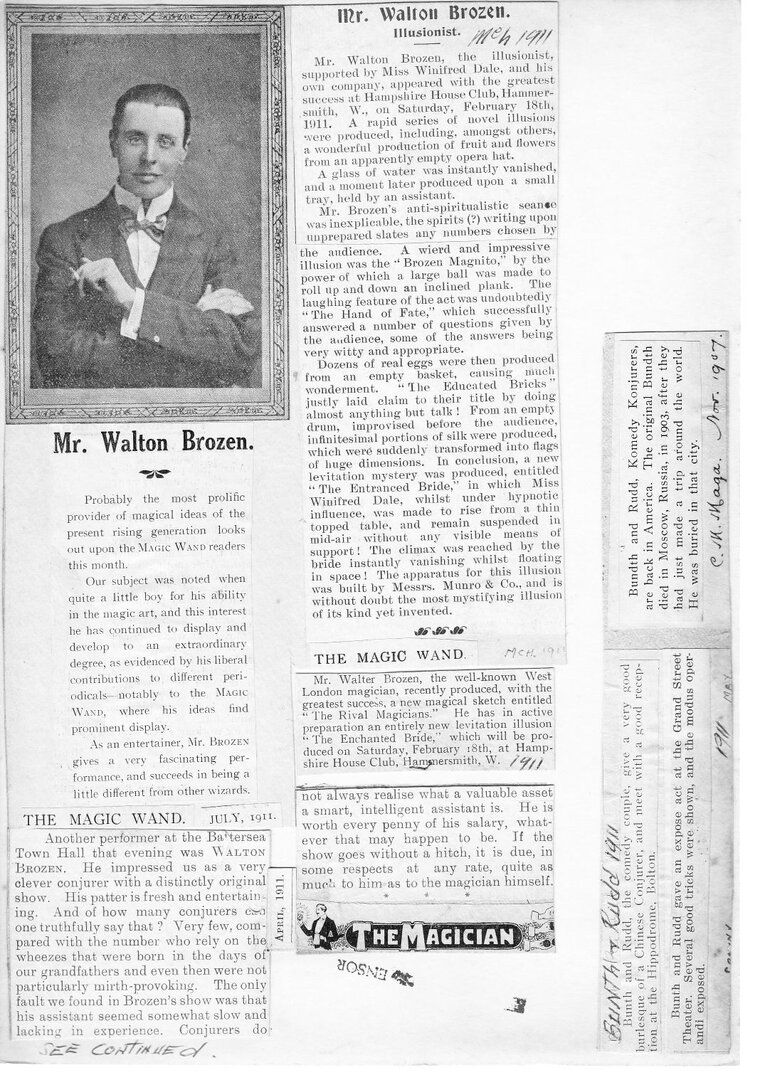 Mr. Walton Brozen.
Probably the most prolific
provider of magical ideas of the
present rising generation looks
out upon the MAGIC WAND readers
this month.
Our subject was noted when
quite a little boy for his ability
in the magic art, and this interest
he has continued to display and
develop to an extraordinary
degree, as evidenced by his liberal
contributions to different peri-
odicals—notably to the MAGIC
WAND, where his ideas find
prominent display.
As an entertainer, Mr. BROZEN
gives a very fascinating per-
formance, and succeeds in being a
little different from other wizards.
THE MAGIC WAND. JULY, 1911.
Another performer at the Battersea
Town Hall that evening was WALTON
BROZEN. He impressed us as a very
clever conjurer with a distinctly original
show. His patter is fresh and entertain-
ing. And of how many conjurers can
one truthfully say that? Very few, com-
pared with the number who rely on the
wheezes that were born in the days of
our grandfathers and even then were not
particularly mirth-provoking. The only
fault we found in Brozen's show was that
his assistant seemed somewhat slow and
lacking in experience. Conjurers do
SEE CONTINUED.
APRIL, 1911.
Mr. Walton Brozen.
Illusionist.
Mch 1911
Mr. Walton Brozen, the illusionist,
supported by Miss Winifred Dale, and his
own company, appeared with the greatest
success at Hampshire House Club, Hammer-
smith, W., on Saturday, February 18th,
1911. A rapid series of novel illusions
were produced, including, amongst others,
a wonderful production of fruit and flowers
from an apparently empty opera hat.
A glass of water was instantly vanished,
and a moment later produced upon a small
tray, held by an assistant.
Mr. Brozen's anti-spiritualistic seance
was inexplicable, the spirits (?) writing upon
unprepared slates any numbers chosen by
the audience. A wierd and impressive
illusion was the "Brozen Magnito," by the
power of which a large ball was made to
roll up and down an inclined plank. The
laughing feature of the act was undoubtedly
"The Hand of Fate," which successfully
answered a number of questions given by
the audience, some of the answers being
very witty and appropriate.
Dozens of real eggs were then produced
from an empty basket, causing much
wonderment. "The Educated Bricks"
justly laid claim to their title by doing
almost anything but talk! From an empty
drum, improvised before the audience,
infinitesimal portions of silk were produced,
which were suddenly transformed into flags
of huge dimensions. In conclusion, a new
levitation mystery was produced, entitled
"The Entranced Bride," in which Miss
Winifred Dale, whilst under hypnotic
influence, was made to rise from a thin
topped table, and remain suspended in
mid-air without any visible means of
support! The climax was reached by the
bride instantly vanishing whilst floating
in space! The apparatus for this illusion
was built by Messrs. Munro & Co., and is
without doubt the most mystifying illusion
of its kind yet invented.
THE MAGIC WAND. MCH. 1911
Mr. Walter Brozen, the well-known West
London magician, recently produced, with the
greatest success, a new magical sketch entitled
"The Rival Magicians." He has in active
preparation an entirely new levitation illusion
"The Enchanted Bride," which will be pro-
duced on Saturday, February 18th, at Hamp-
shire House Club, Hammersmith, W. 1911
not always realise what a valuable asset
a smart, intelligent assistant is. He is
worth every penny of his salary, what-
ever that may happen to be. If the
show goes without a hitch, it is due, in
some respects at any rate, quite as
much to him as to the magician himself.
THE MAGICIAN
ENSOR
Bundth and Rudd, Komedy Konjurers,
are back in America. The original Bundth
died in Moscow, Russia, in 1903, after they
had just made a trip around the world.
He was buried in that city.
C. M. Maga. Nov. 1907.
BUNTH & RUDD 1911
Bunth and Rudd, the comedy couple, give a very good
burlesque of a Chinese Conjurer, and meet with a good recep-
tion at the Hippodrome, Bolton.
Bunth and Rudd gave an expose act at the Grand Street
Theater. Several good tricks were shown, and the modus oper-
andi exposed.
1911 MAY